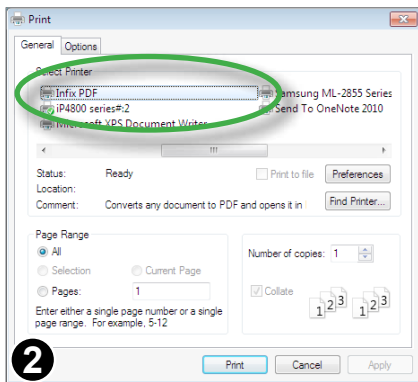 Print
General Options
Select Printer
Infix PDF Samsung ML-2855 Series
iP4800 series#:2 Send To OneNote 2010
Microsoft XPS Document Writer
Status: Ready Print to file Preferences
Location:
Comment: Converts any document to PDF and opens it in Find Printer...
Page Range
All Number of copies: 1
Selection Current Page
Pages: 1 Collate
Enter either a single page number or a single
page range. For example, 5-12
1 2 3 1 2 3
2 Print Cancel Apply